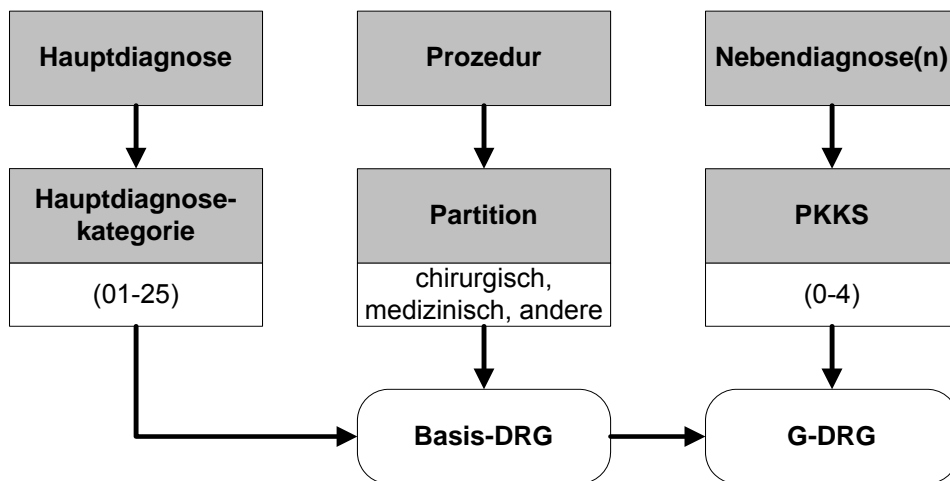 Hauptdiagnose
Prozedur
Nebendiagnose(n)
Hauptdiagnose-
kategorie
(01-25)
Partition
chirurgisch,
medizinisch, andere
PKKS
(0-4)
Basis-DRG
G-DRG